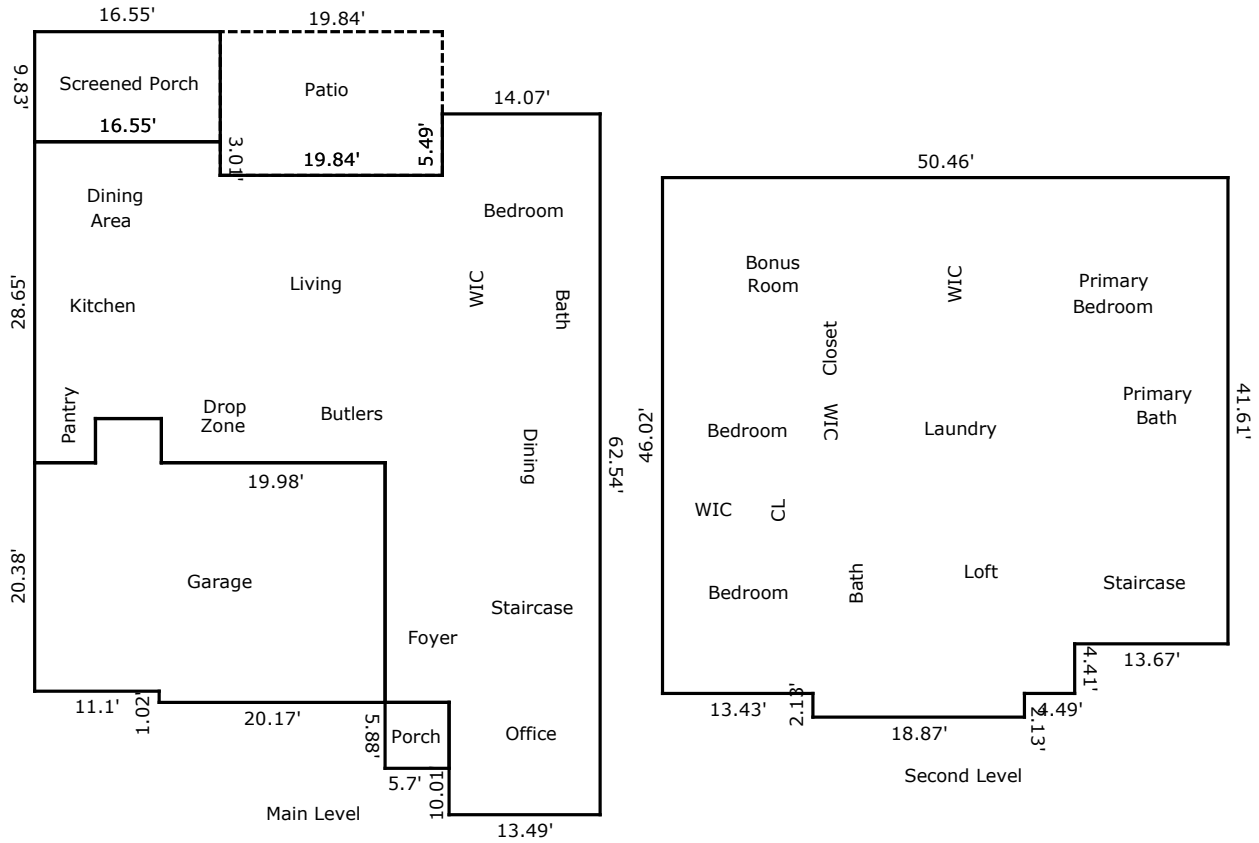 16.55'
19.84'
9.83'
Screened Porch
Patio
14.07'
16.55'
3.01'
19.84'
5.49'
Dining
Area
Bedroom
28.65'
Kitchen
Living
WIC
Bath
Pantry
Drop
Zone
Butlers
Dining
62.54'
19.98'
20.38'
Garage
Staircase
Foyer
11.1'
1.02'
20.17'
5.88'
Porch
Office
5.7'
10.01'
Main Level
13.49'
50.46'
Bonus
Room
WIC
Primary
Bedroom
Closet
46.02'
41.61'
Bedroom
WIC
Laundry
Primary
Bath
WIC
CL
Bedroom
Bath
Loft
Staircase
13.43'
2.13'
18.87'
2.13'
4.49'
4.41'
13.67'
Second Level